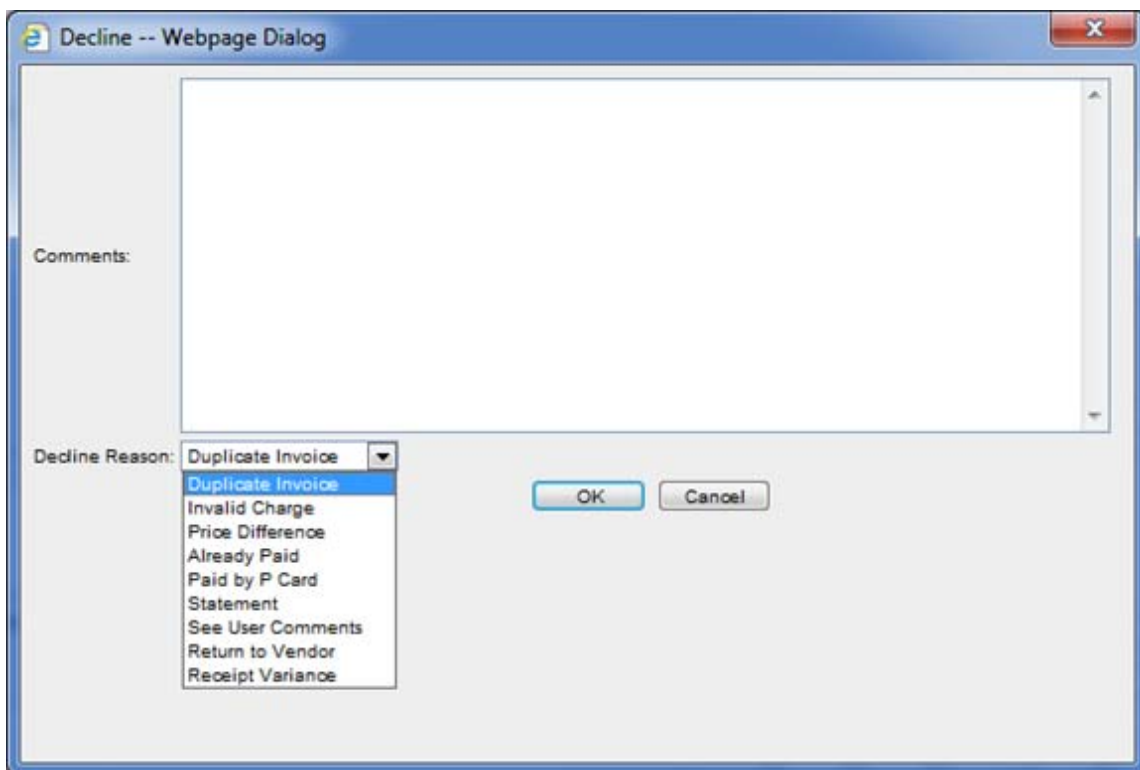 Decline -- Webpage Dialog
Comments:
Decline Reason: Duplicate Invoice
Duplicate Invoice
Invalid Charge
Price Difference
Already Paid
Paid by P Card
Statement
See User Comments
Return to Vendor
Receipt Variance
OK Cancel